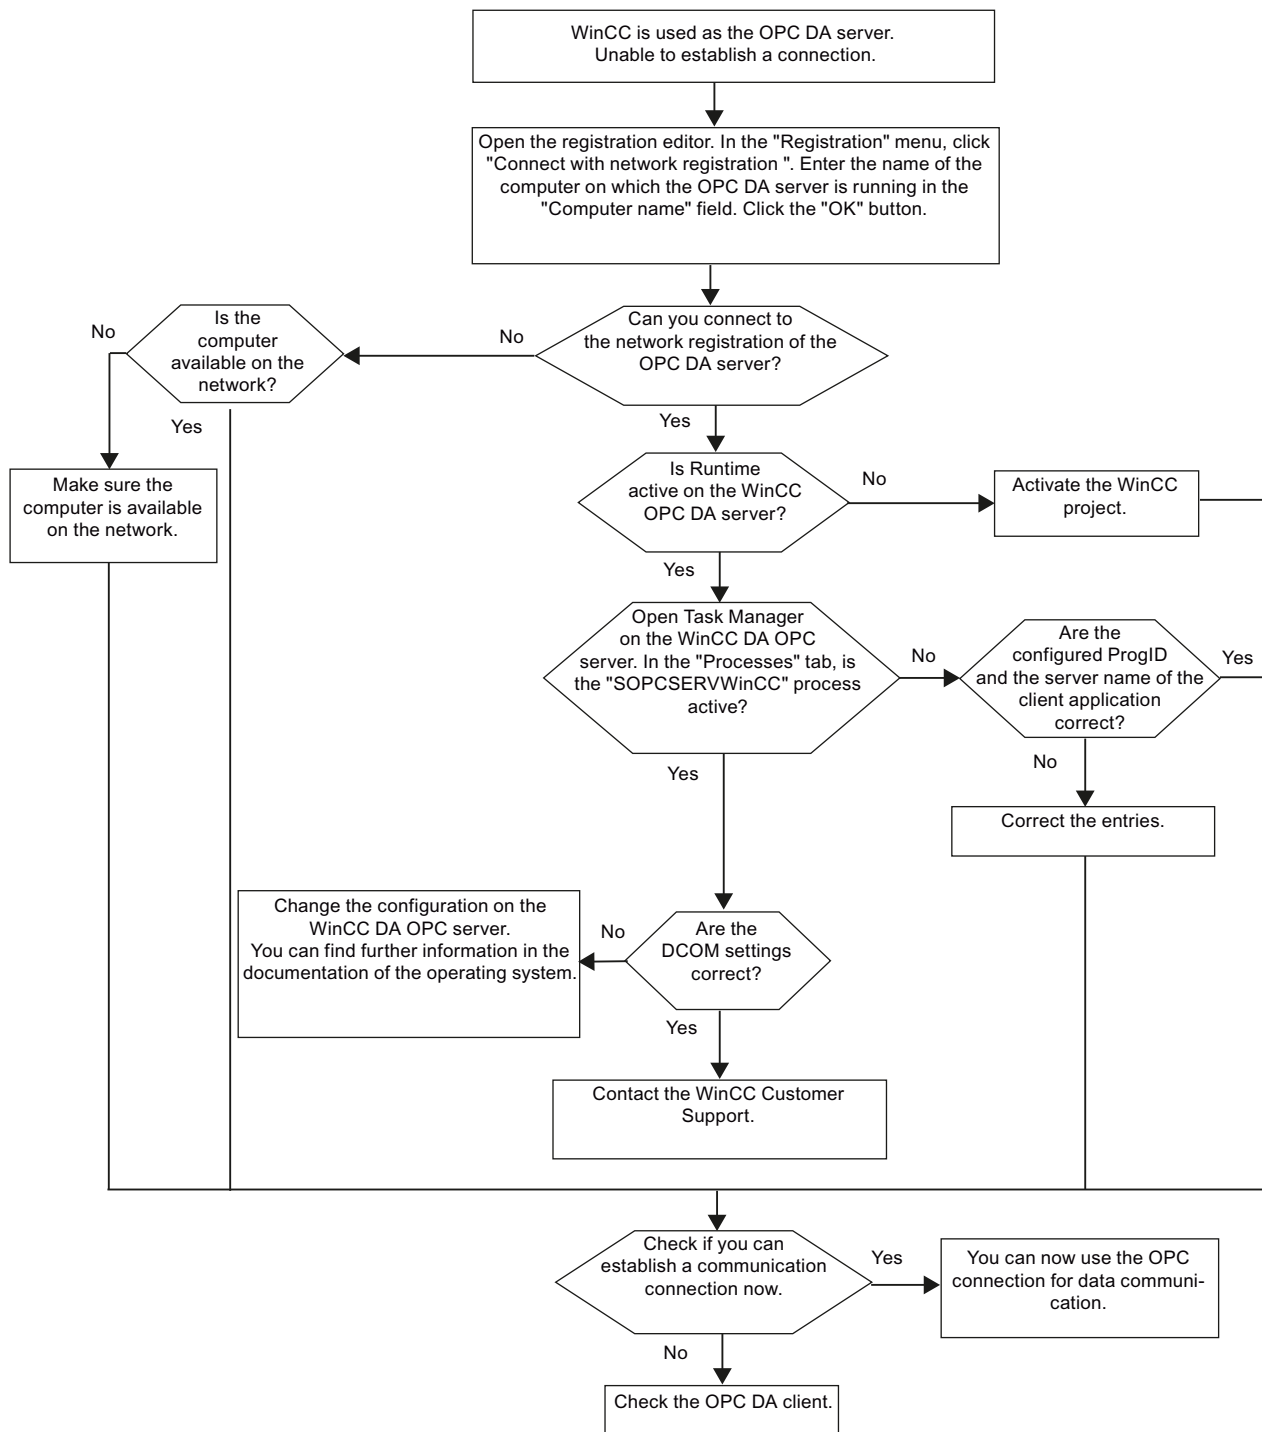 WinCC is used as the OPC DA server.
Unable to establish a connection.
Open the registration editor. In the "Registration" menu, click
"Connect with network registration ". Enter the name of the
computer on which the OPC DA server is running in the
"Computer name" field. Click the "OK" button.
Is the
computer
available on the
network?
No
No
Can you connect to
the network registration of the
OPC DA server?
Yes
Yes
Make sure the
computer is available
on the network.
Is Runtime
active on the WinCC
OPC DA server?
No
Activate the WinCC
project.
Yes
Open Task Manager
on the WinCC DA OPC
server. In the "Processes" tab, is
the "SOPCSERVWinCC" process
active?
No
Are the
configured ProgID
and the server name of the
client application
correct?
Yes
Yes
No
Correct the entries.
Change the configuration on the
WinCC DA OPC server.
You can find further information in the
documentation of the operating system.
No
Are the
DCOM settings
correct?
Yes
Contact the WinCC Customer
Support.
Check if you can
establish a communication
connection now.
Yes
You can now use the OPC
connection for data communi-
cation.
No
Check the OPC DA client.